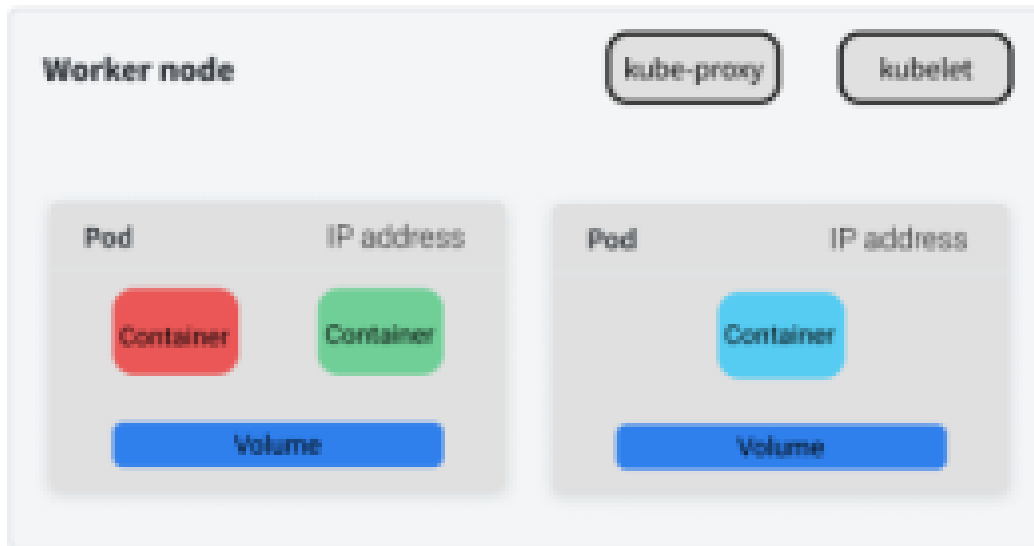 Worker node
kube-proxy
kubelet
Pod
IP address
Container
Container
Volume
Pod
IP address
Container
Volume